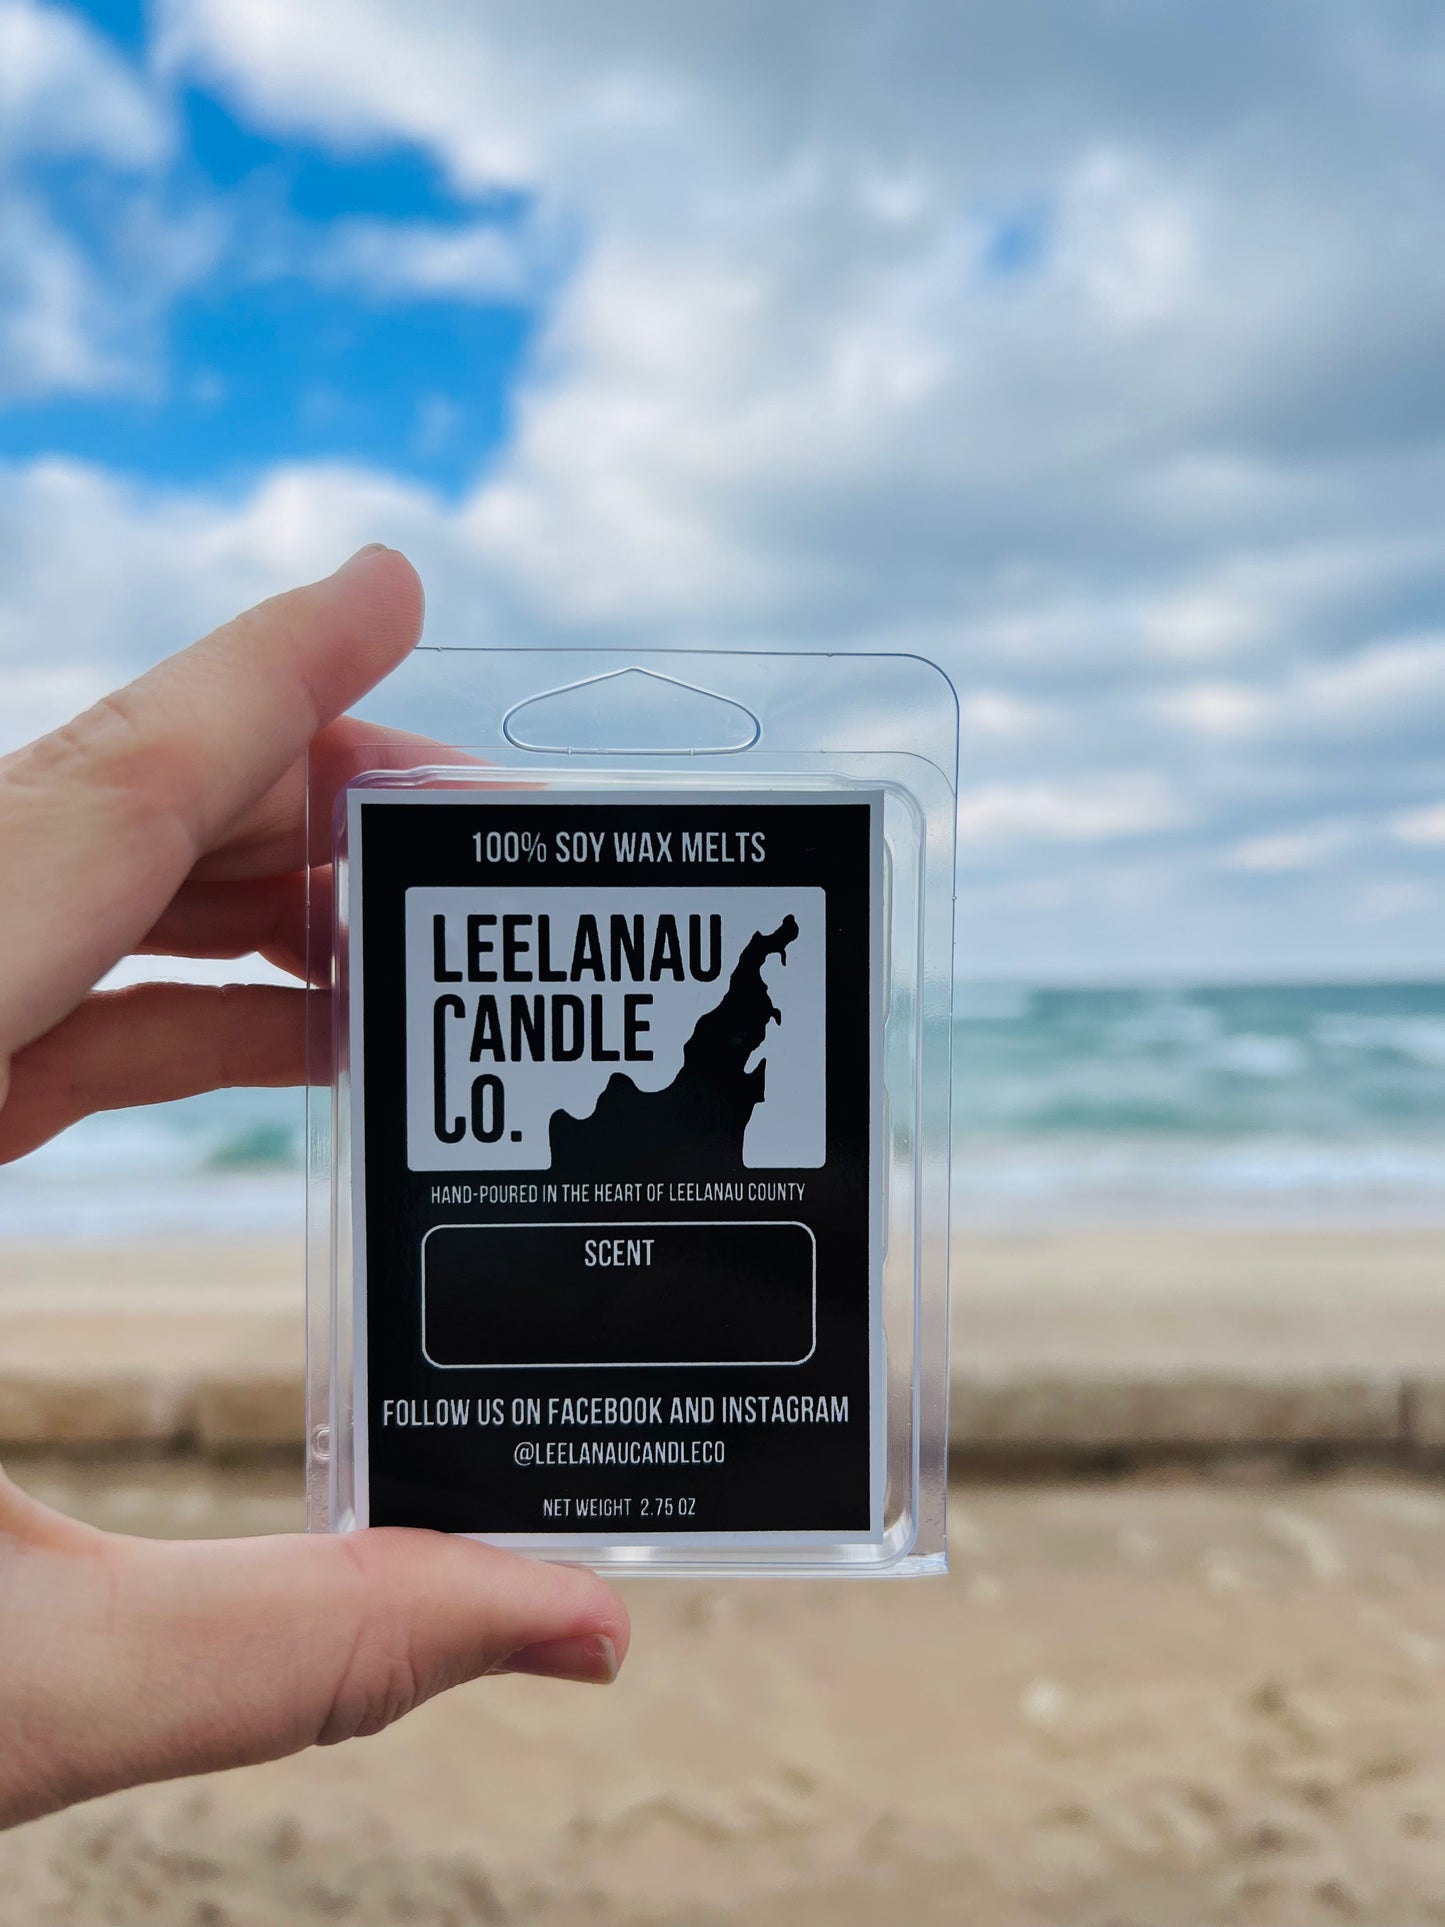 100% SOY WAX MELTS
LEELANAU
CANDLE
CO.
HAND-POURED IN THE HEART OF LEELANAU COUNTY
SCENT
FOLLOW US ON FACEBOOK AND INSTAGRAM
@LEELANAUCANDLECO
NET WEIGHT 2.75 OZ